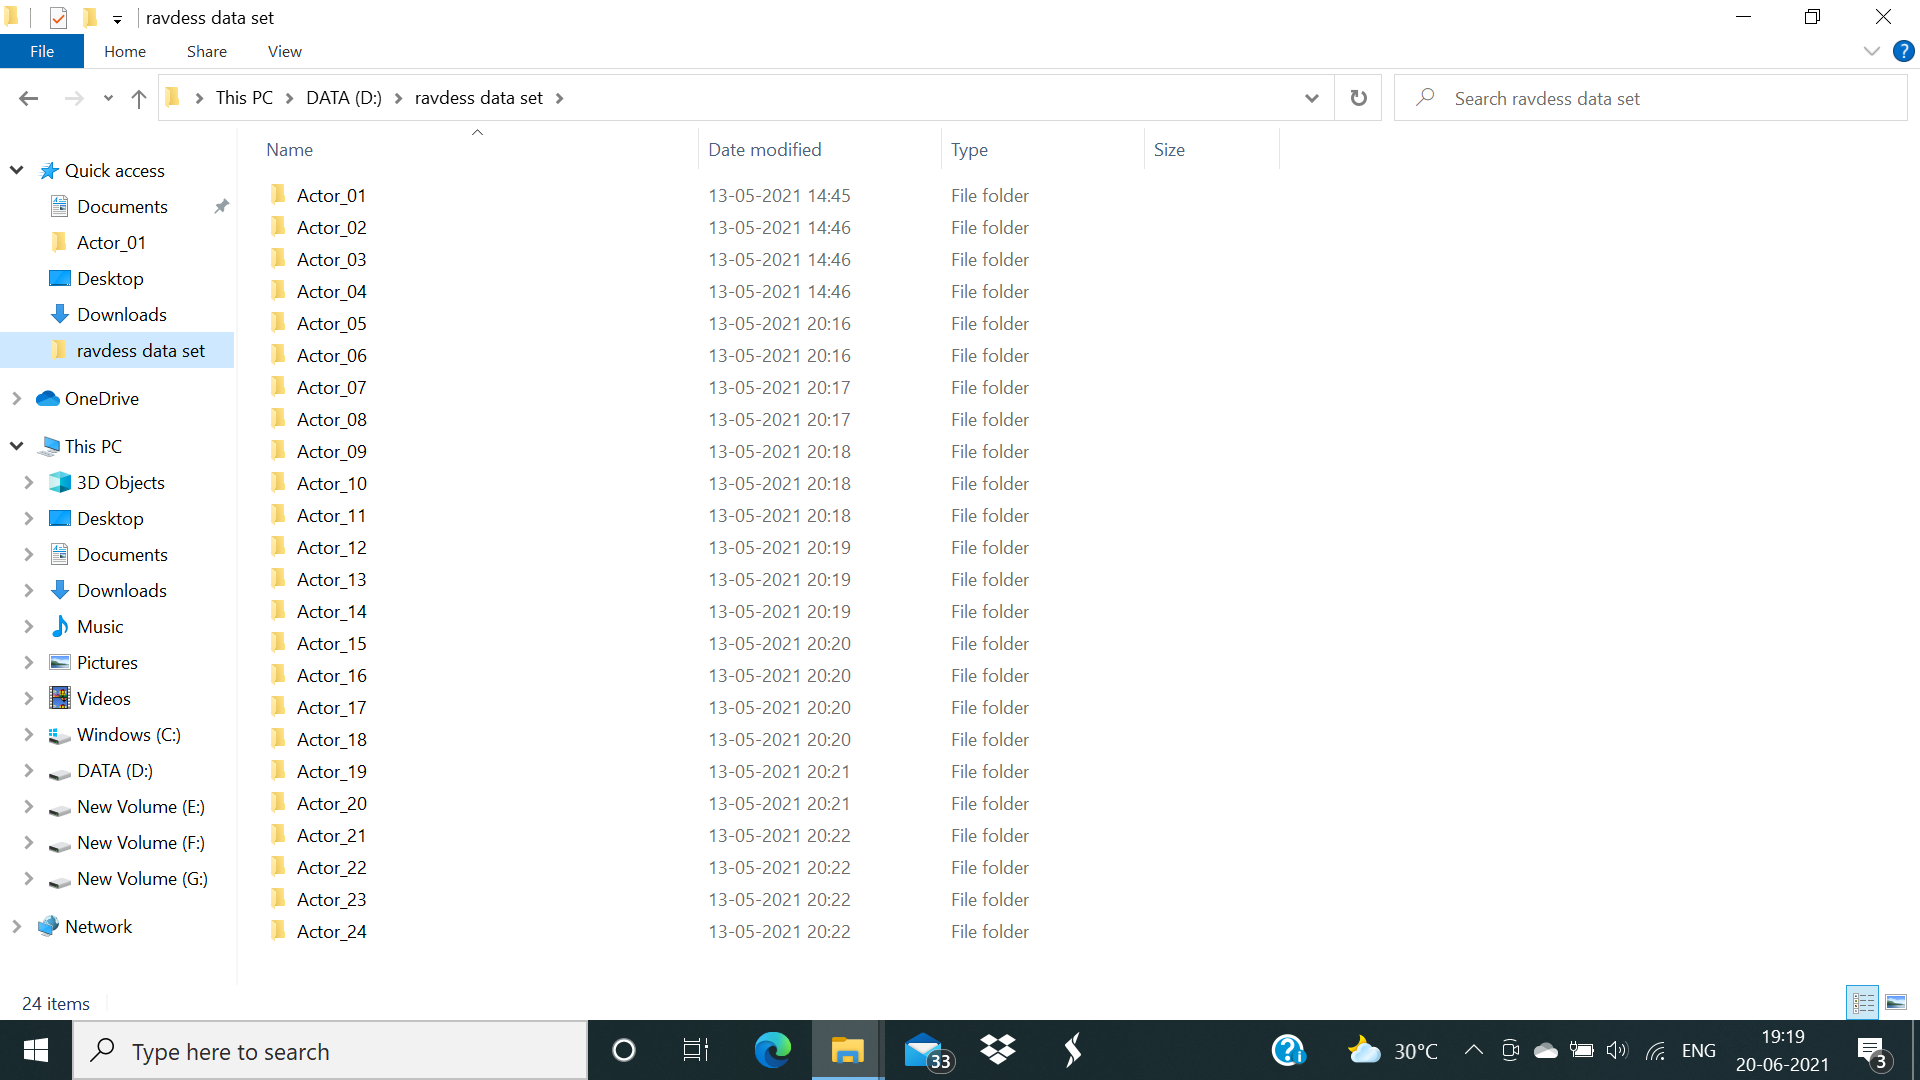 ravdess data set
File Home Share View
This PC DATA (D:) ravdess data set
Search ravdess data set
Name Date modified Type Size
Quick access
Documents
Actor_01
Desktop
Downloads
ravdess data set
OneDrive
This PC
3D Objects
Desktop
Documents
Downloads
Music
Pictures
Videos
Windows (C:)
DATA (D:)
New Volume (E:)
New Volume (F:)
New Volume (G:)
Network
Actor_01 13-05-2021 14:45 File folder
Actor_02 13-05-2021 14:46 File folder
Actor_03 13-05-2021 14:46 File folder
Actor_04 13-05-2021 14:46 File folder
Actor_05 13-05-2021 20:16 File folder
Actor_06 13-05-2021 20:16 File folder
Actor_07 13-05-2021 20:17 File folder
Actor_08 13-05-2021 20:17 File folder
Actor_09 13-05-2021 20:18 File folder
Actor_10 13-05-2021 20:18 File folder
Actor_11 13-05-2021 20:18 File folder
Actor_12 13-05-2021 20:19 File folder
Actor_13 13-05-2021 20:19 File folder
Actor_14 13-05-2021 20:19 File folder
Actor_15 13-05-2021 20:20 File folder
Actor_16 13-05-2021 20:20 File folder
Actor_17 13-05-2021 20:20 File folder
Actor_18 13-05-2021 20:20 File folder
Actor_19 13-05-2021 20:21 File folder
Actor_20 13-05-2021 20:21 File folder
Actor_21 13-05-2021 20:22 File folder
Actor_22 13-05-2021 20:22 File folder
Actor_23 13-05-2021 20:22 File folder
Actor_24 13-05-2021 20:22 File folder
24 items
Type here to search
33
30°C
ENG
19:19
20-06-2021
3